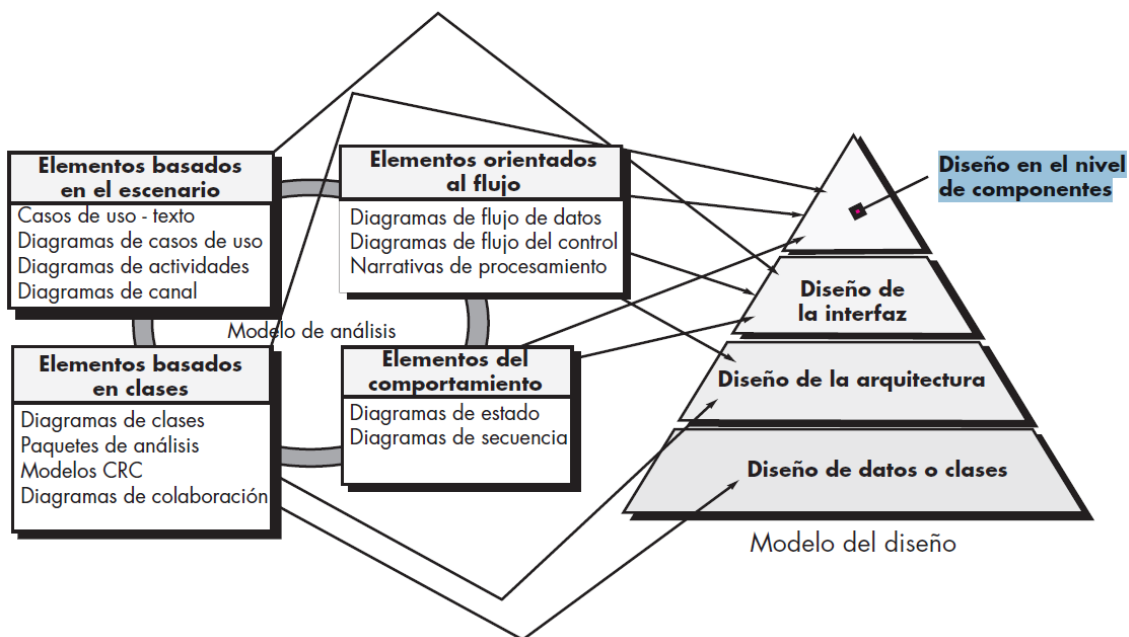 Elementos basados
en el escenario
Casos de uso - texto
Diagramas de casos de uso
Diagramas de actividades
Diagramas de canal
Elementos orientados
al flujo
Diagramas de flujo de datos
Diagramas de flujo del control
Narrativas de procesamiento
Modelo de análisis
Elementos basados
en clases
Diagramas de clases
Paquetes de análisis
Modelos CRC
Diagramas de colaboración
Elementos del
comportamiento
Diagramas de estado
Diagramas de secuencia
Diseño en el nivel
de componentes
Diseño de
la interfaz
Diseño de la arquitectura
Diseño de datos o clases
Modelo del diseño